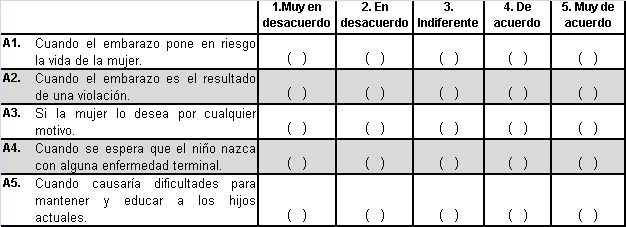 1.Muy en desacuerdo 2. En desacuerdo 3. Indiferente 4. De acuerdo 5. Muy de acuerdo
A1. Cuando el embarazo pone en riesgo
la vida de la mujer. ( ) ( ) ( ) ( ) ( )
A2. Cuando el embarazo es el resultado
de una violación. ( ) ( ) ( ) ( ) ( )
A3. Si la mujer lo desea por cualquier
motivo. ( ) ( ) ( ) ( ) ( )
A4. Cuando se espera que el niño nazca
con alguna enfermedad terminal. ( ) ( ) ( ) ( ) ( )
A5. Cuando causaría dificultades para
mantener y educar a los hijos
actuales. ( ) ( ) ( ) ( ) ( )